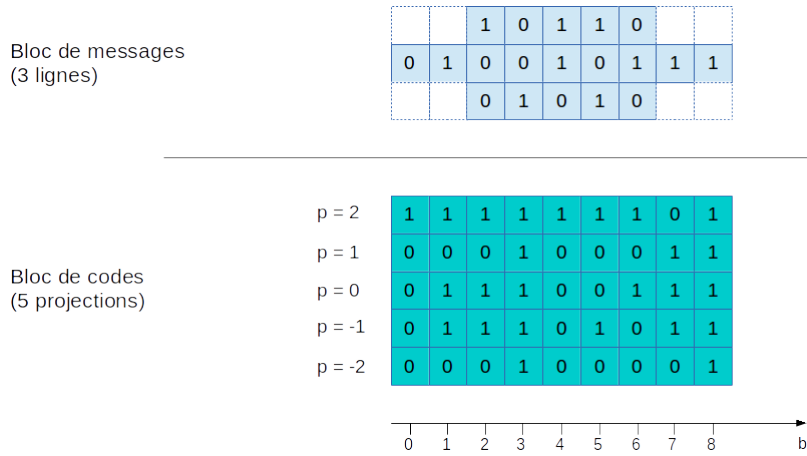 1 0 1 1 0
Bloc de messages
(3 lignes)
0 1 0 0 1 0 1 1 1
0 1 0 1 0
p = 2 1 1 1 1 1 1 1 0 1
p = 1 0 0 0 1 0 0 0 1 1
Bloc de codes
(5 projections)
p = 0 0 1 1 1 0 0 1 1 1
p = -1 0 1 1 1 0 1 0 1 1
p = -2 0 0 0 1 0 0 0 0 1
0 1 2 3 4 5 6 7 8 b